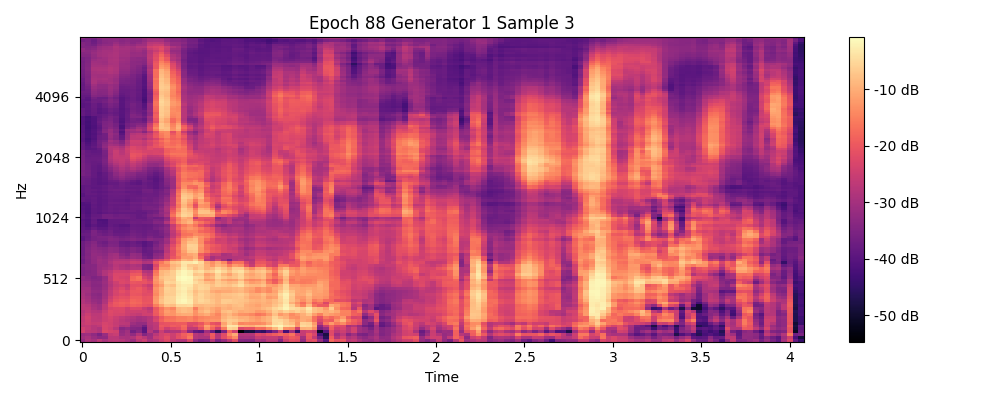 Epoch 88 Generator 1 Sample 3
Hz
4096
2048
1024
512
0
0 0.5 1 1.5 2 2.5 3 3.5 4
Time
-10 dB
-20 dB
-30 dB
-40 dB
-50 dB